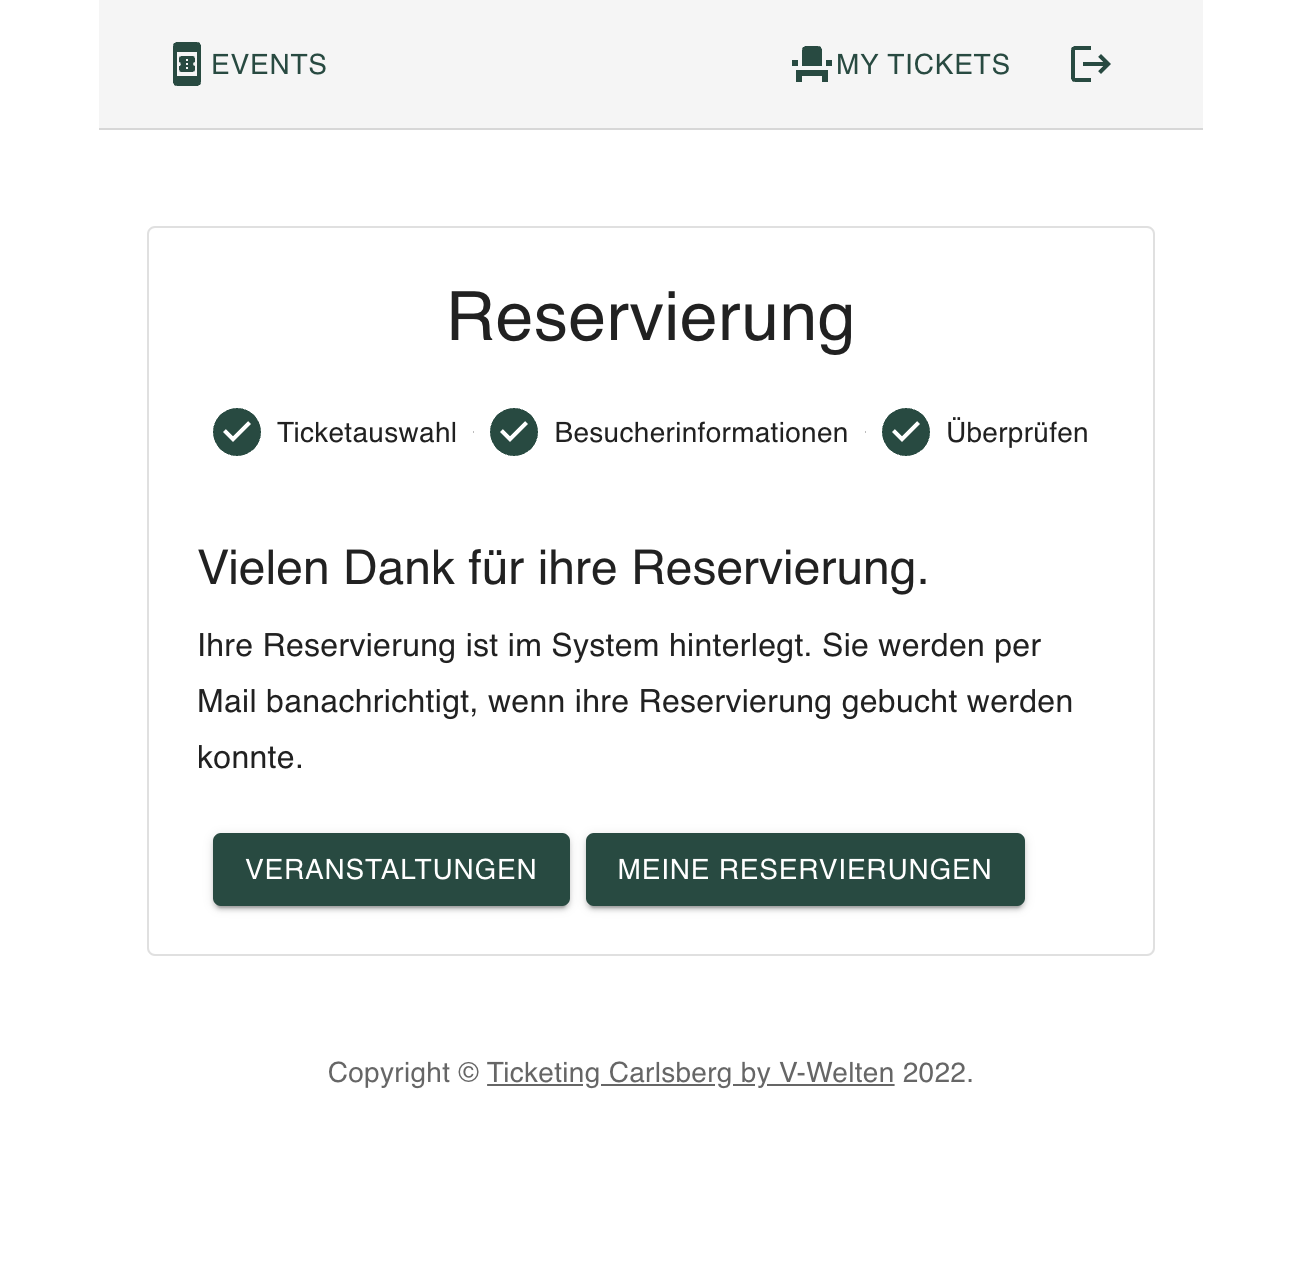 EVENTS MY TICKETS
Reservierung
Ticketauswahl Besucherinformationen Überprüfen
Vielen Dank für ihre Reservierung.
Ihre Reservierung ist im System hinterlegt. Sie werden per
Mail banachrichtigt, wenn ihre Reservierung gebucht werden
konnte.
VERANSTALTUNGEN MEINE RESERVIERUNGEN
Copyright © Ticketing Carlsberg by V-Welten 2022.